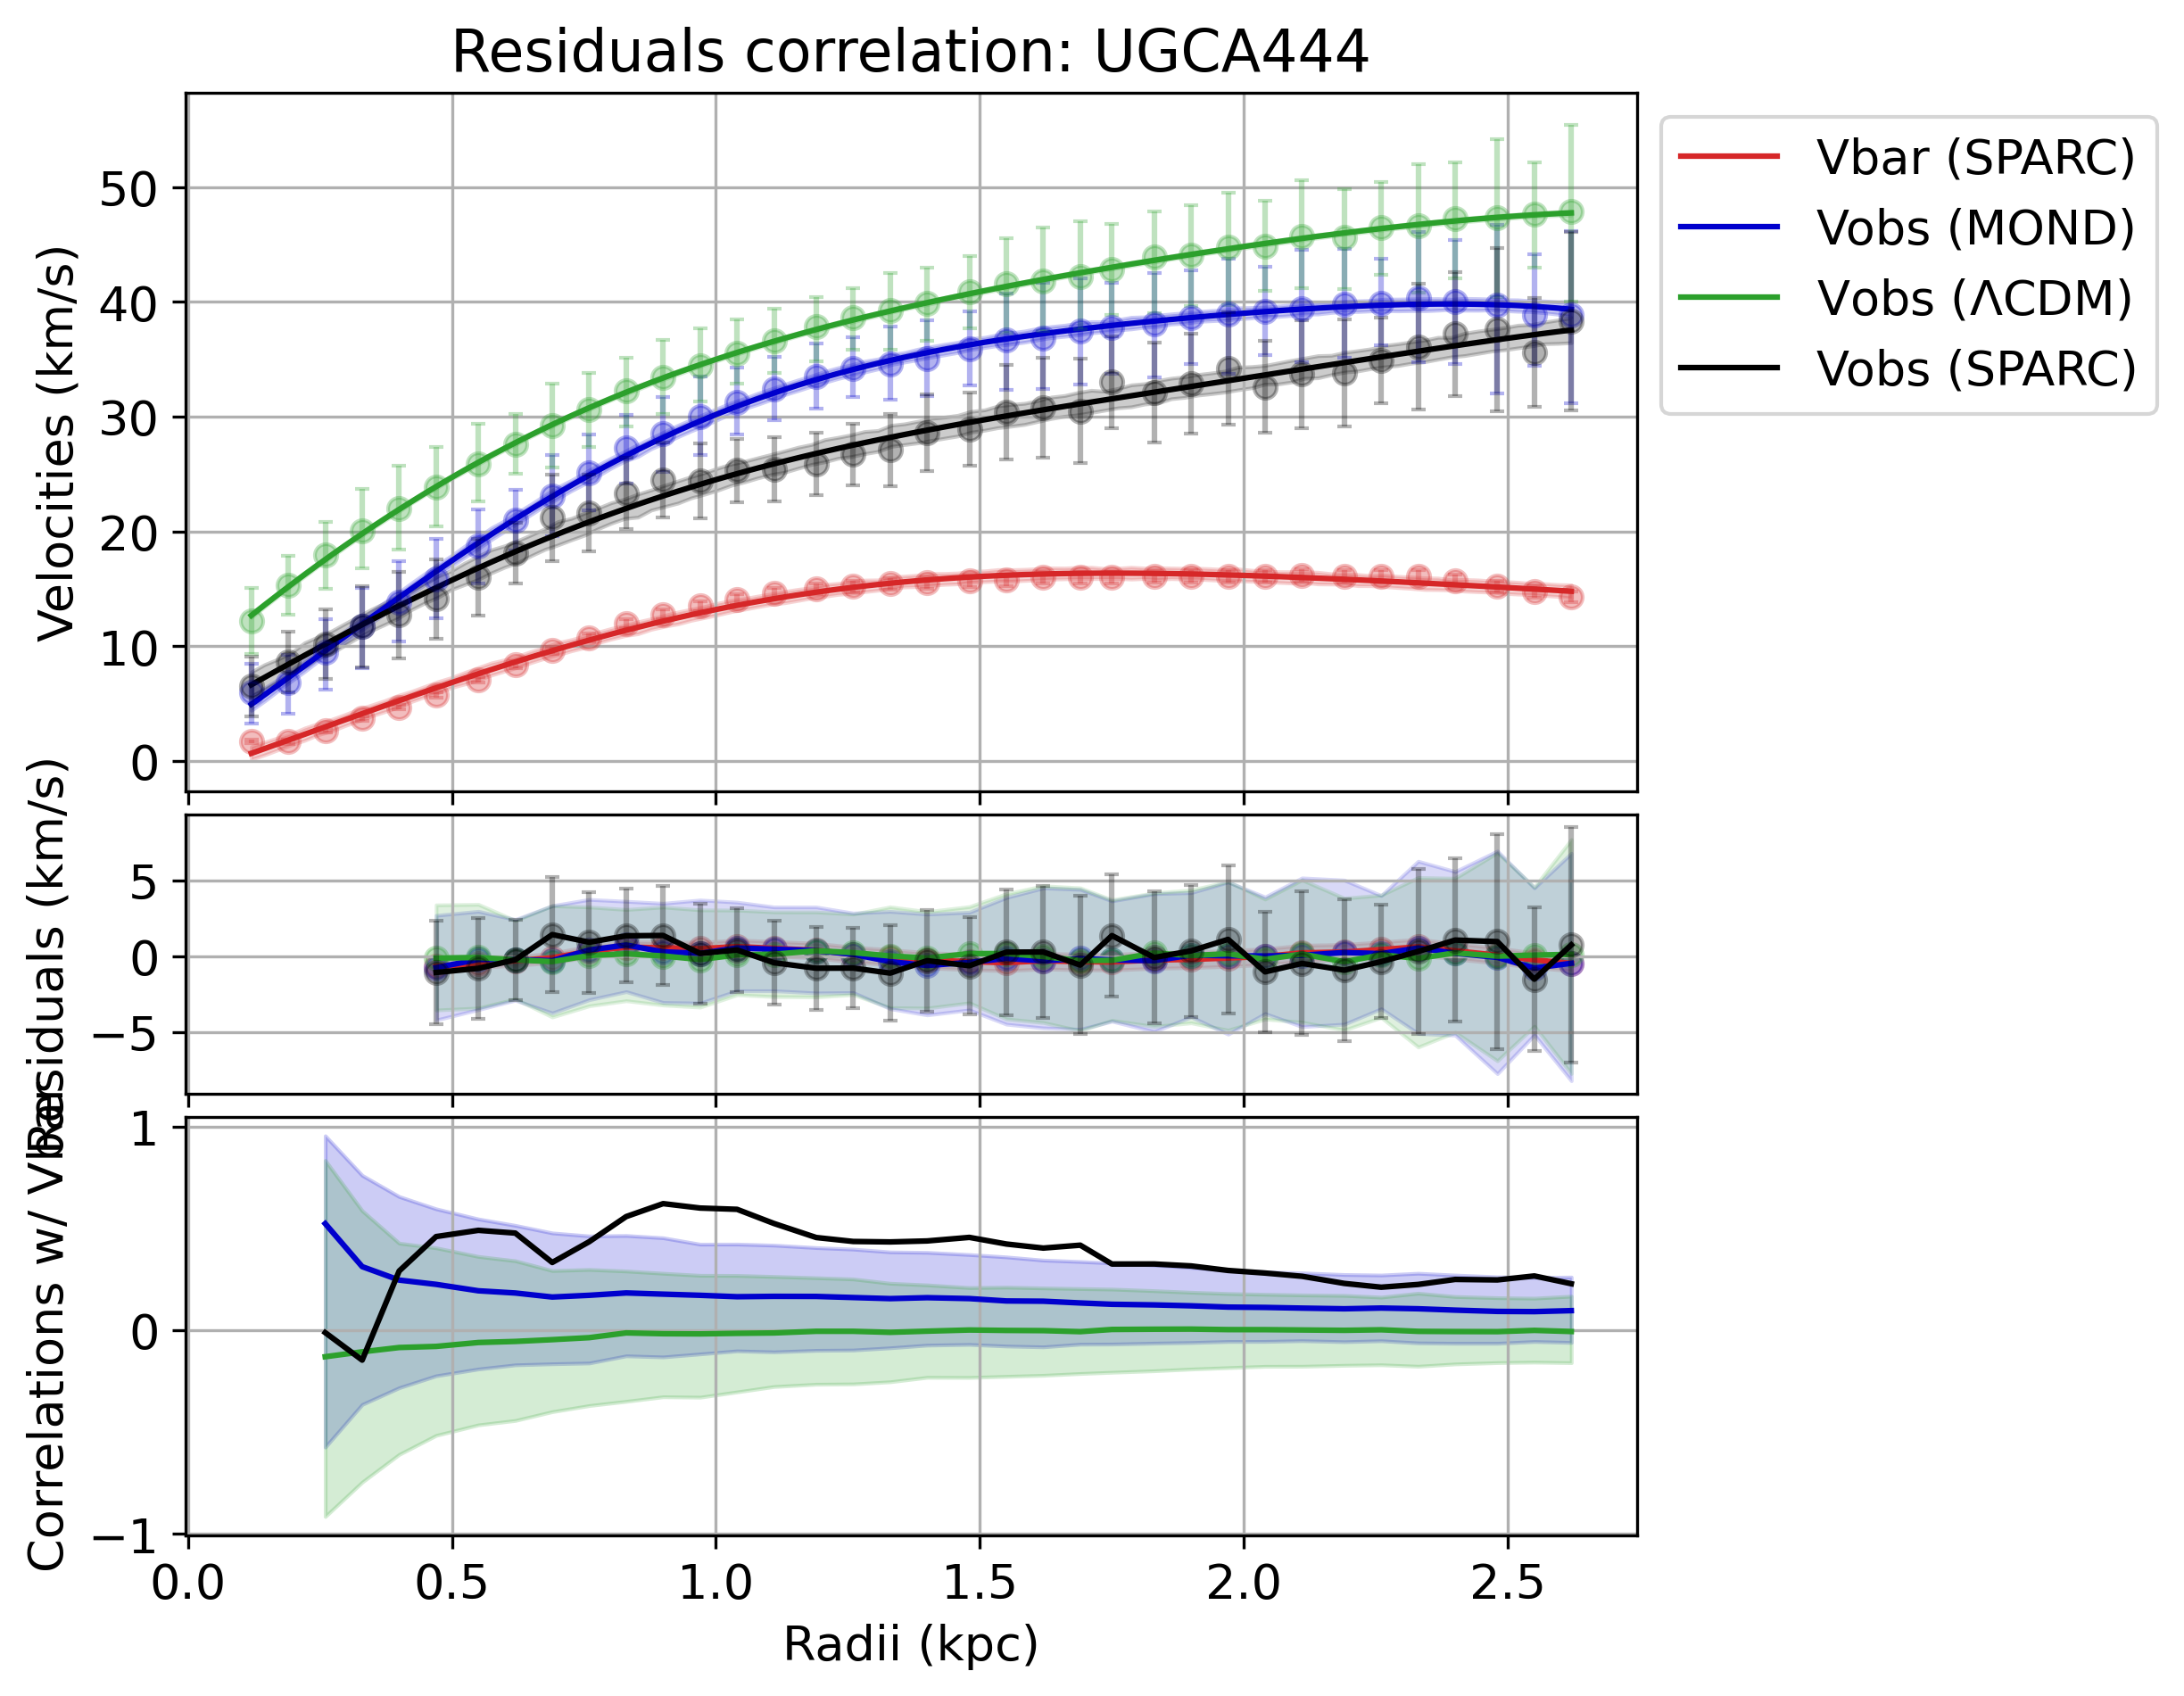 Residuals correlation: UGCA444
Velocities (km/s)
50
40
30
20
10
0
Vbar (SPARC)
Vobs (MOND)
Vobs (ΛCDM)
Vobs (SPARC)
Residuals (km/s)
5
0
−5
Correlations w/ Vbar
1
0
−1
0.0 0.5 1.0 1.5 2.0 2.5
Radii (kpc)